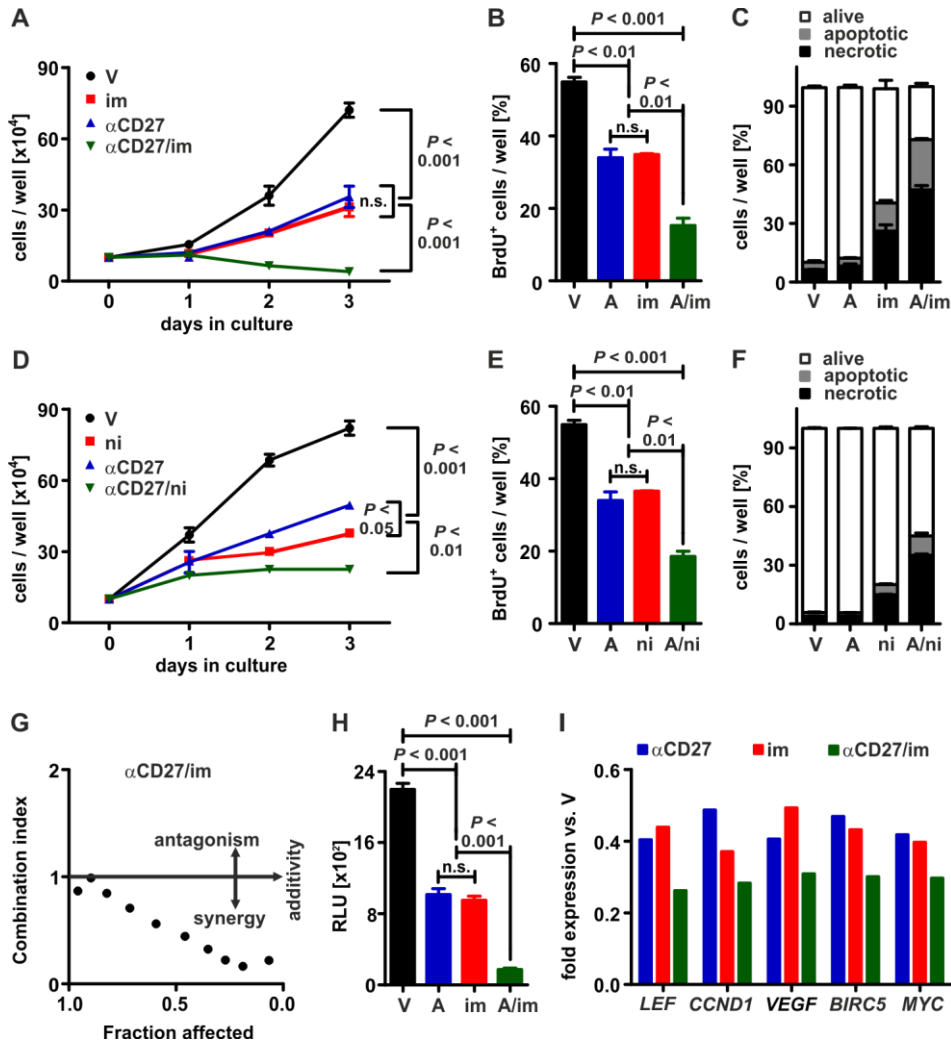 A
V
im
αCD27
αCD27/im
cells / well [x10⁴]
90
60
30
0
0 1 2 3
days in culture
P <
0.001
n.s.
P <
0.001
B
P < 0.001
P < 0.01
P <
0.01
n.s.
BrdU⁺ cells / well [%]
60
40
20
0
V A im A/im
C
alive
apoptotic
necrotic
cells / well [%]
90
60
30
0
V A im A/im
D
V
ni
αCD27
αCD27/ni
cells / well [x10⁴]
90
60
30
0
0 1 2 3
days in culture
P <
0.001
P <
0.05
P <
0.01
E
P < 0.001
P < 0.01
P <
0.01
n.s.
BrdU⁺ cells / well [%]
60
40
20
0
V A ni A/ni
F
alive
apoptotic
necrotic
cells / well [%]
90
60
30
0
V A ni A/ni
G
αCD27/im
Combination index
2
1
0
antagonism
synergy
additivity
1.0 0.5 0.0
Fraction affected
H
P < 0.001
P < 0.001
P <
0.001
n.s.
RLU [x10²]
24
16
8
0
V A im A/im
I
αCD27 im αCD27/im
fold expression vs. V
0.6
0.4
0.2
0.0
LEF CCND1 VEGF BIRC5 MYC